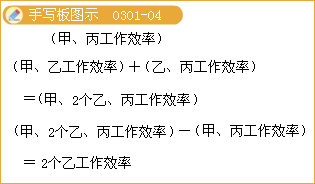 手写板图示 0301-04
(甲、丙工作效率)
(甲、乙工作效率)+(乙、丙工作效率)
=(甲、2个乙、丙工作效率)
(甲、2个乙、丙工作效率)-(甲、丙工作效率)
= 2个乙工作效率